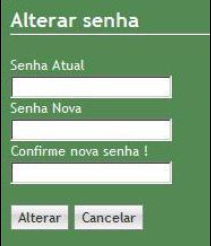 Alterar senha
Senha Atual
Senha Nova
Confirme nova senha !
Alterar Cancelar